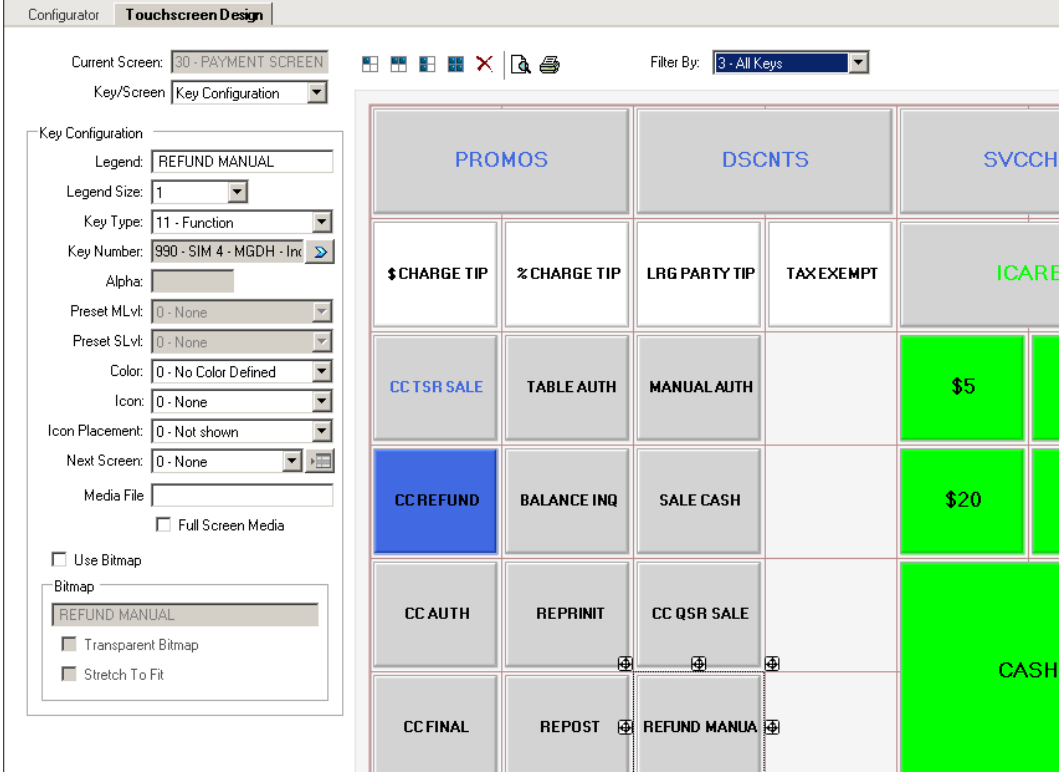 Configurator
Touchscreen Design
Current Screen: 30 - PAYMENT SCREEN
Filter By: 3 - All Keys
Key/Screen Key Configuration
Key Configuration
Legend: REFUND MANUAL
Legend Size: 1
Key Type: 11 - Function
Key Number: 990 - SIM 4 - MGDH - Inc
Alpha:
Preset MLvl: 0 - None
Preset SLvl: 0 - None
Color: 0 - No Color Defined
Icon: 0 - None
Icon Placement: 0 - Not shown
Next Screen: 0 - None
Media File
Full Screen Media
Use Bitmap
Bitmap
REFUND MANUAL
Transparent Bitmap
Stretch To Fit
PROMOS
DSCNTS
SVCCH
$ CHARGE TIP
% CHARGE TIP
LRG PARTY TIP
TAX EXEMPT
ICARE
CC TSR SALE
TABLE AUTH
MANUAL AUTH
$5
CC REFUND
BALANCE INQ
SALE CASH
$20
CC AUTH
REPRINIT
CC QSR SALE
CASH
CC FINAL
REPOST
REFUND MANUA